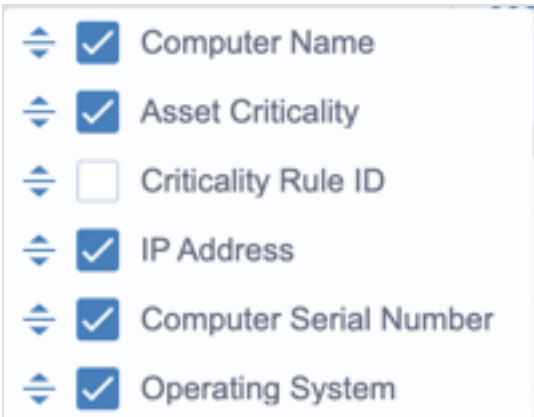 Computer Name
Asset Criticality
Criticality Rule ID
IP Address
Computer Serial Number
Operating System